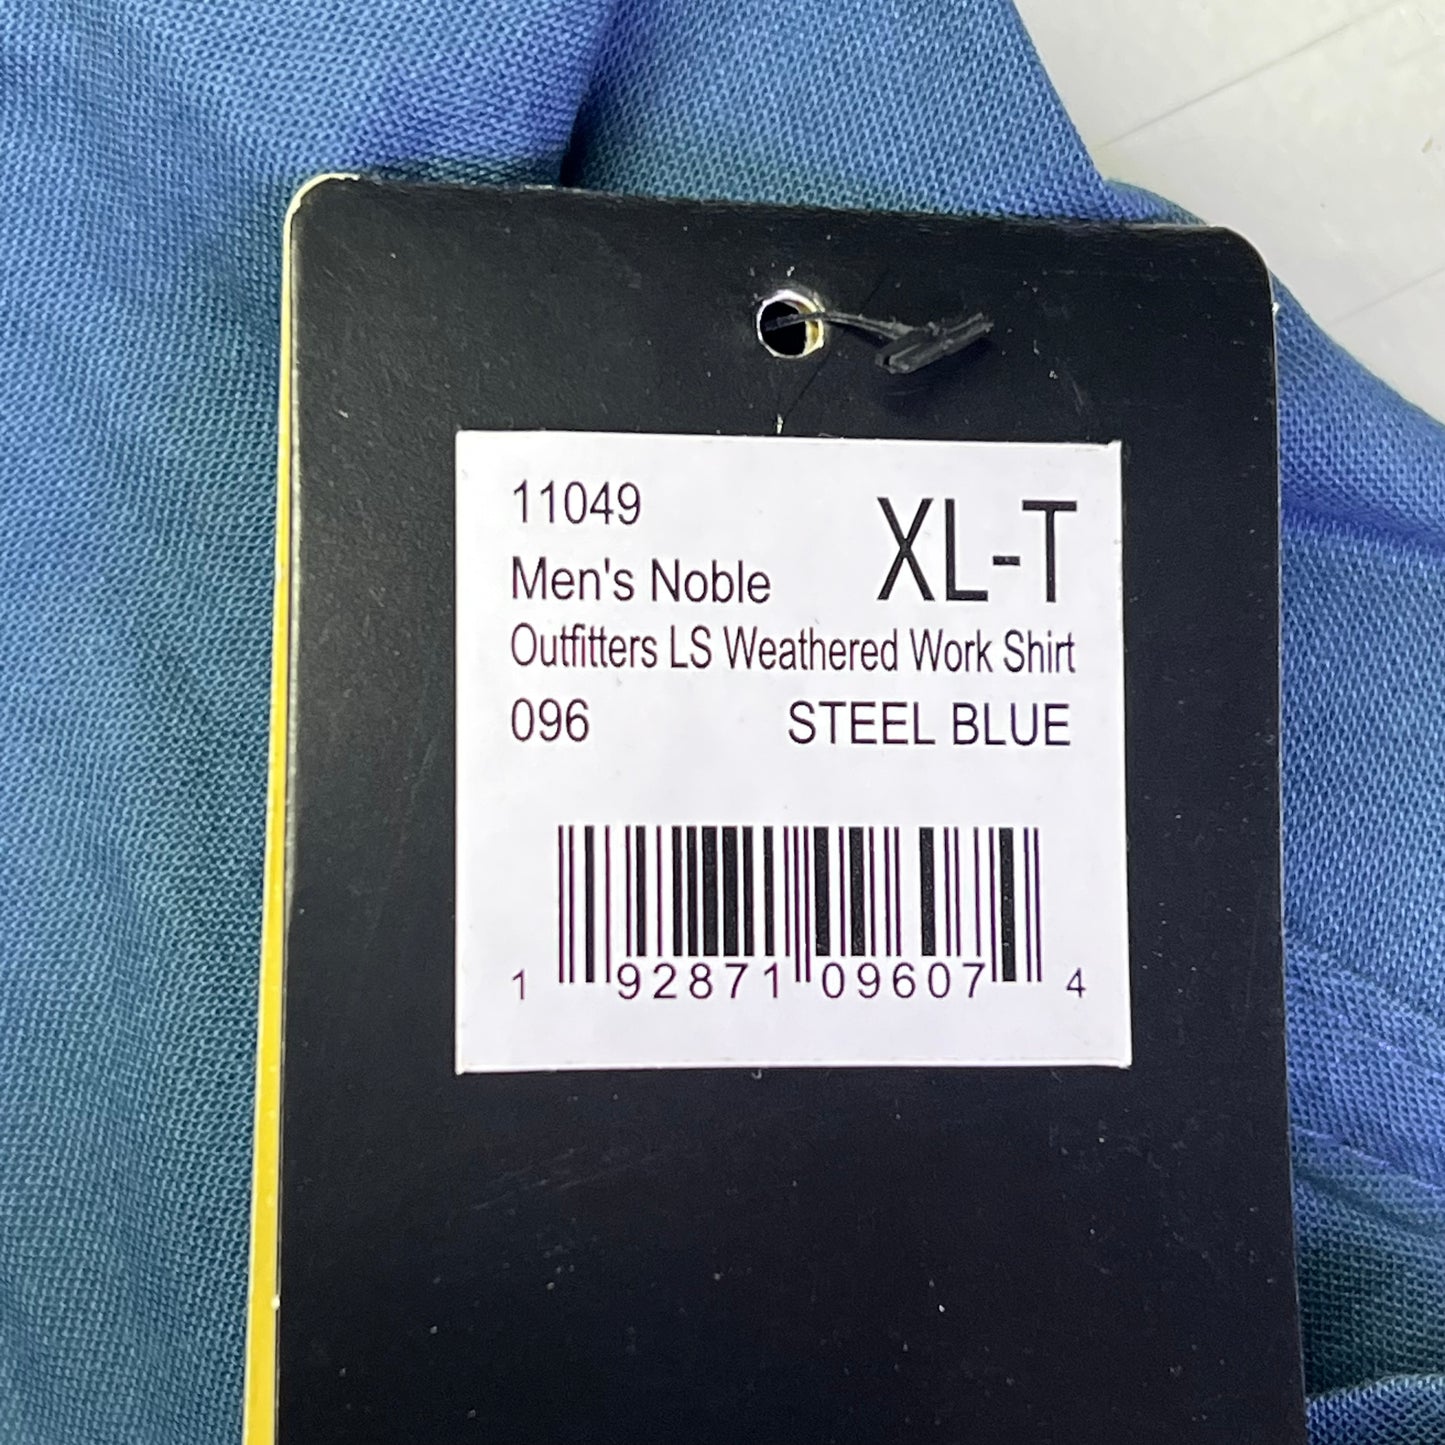 11049
XL-T
Men's Noble
Outfitters LS Weathered Work Shirt
096 STEEL BLUE
1 92871 09607 4